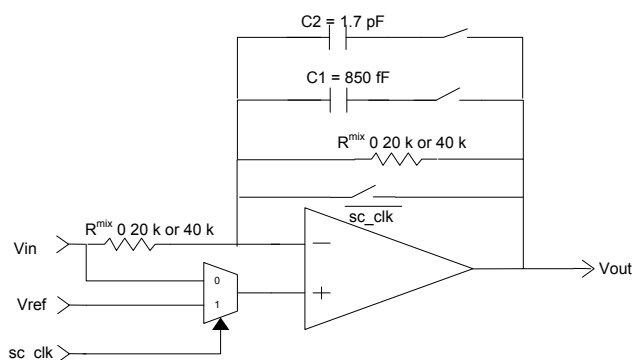 C2 = 1.7 pF
C1 = 850 fF
R^mix 0 20 k or 40 k
sc_clk
R^mix 0 20 k or 40 k
Vin
−
0
Vout
Vref
1
+
sc_clk